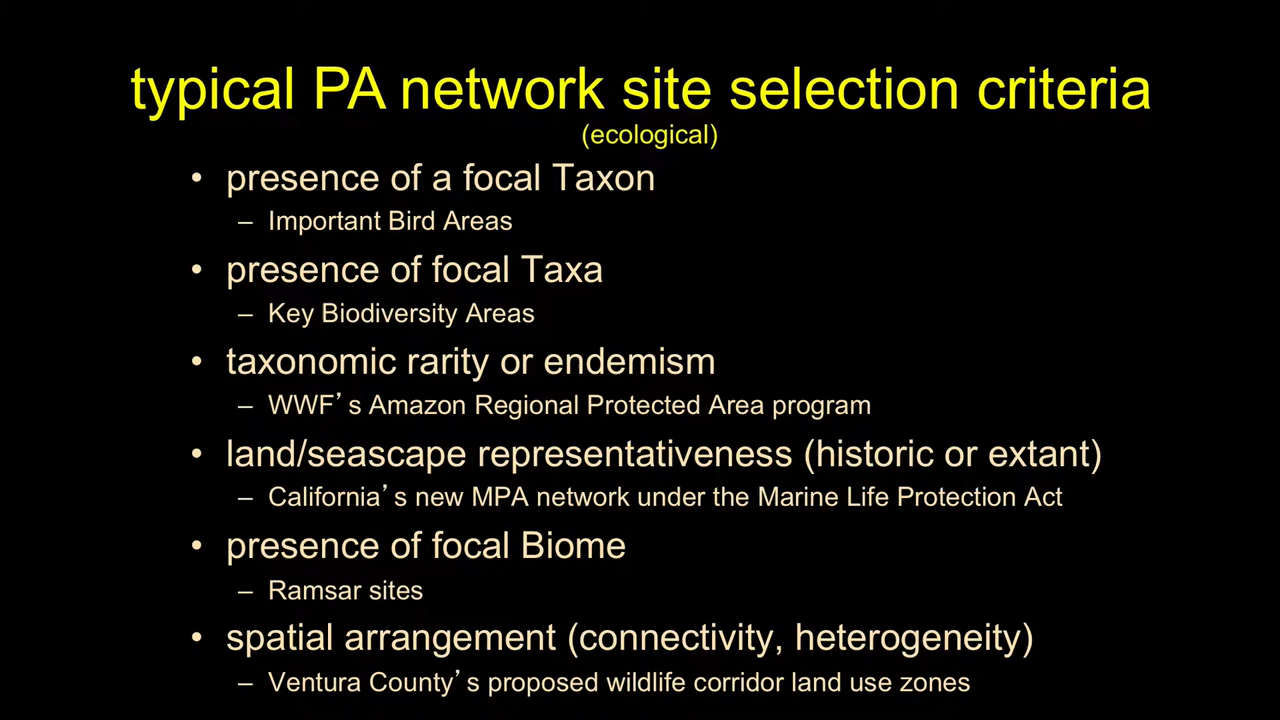 typical PA network site selection criteria
(ecological)
• presence of a focal Taxon
– Important Bird Areas
• presence of focal Taxa
– Key Biodiversity Areas
• taxonomic rarity or endemism
– WWF’s Amazon Regional Protected Area program
• land/seascape representativeness (historic or extant)
– California’s new MPA network under the Marine Life Protection Act
• presence of focal Biome
– Ramsar sites
• spatial arrangement (connectivity, heterogeneity)
– Ventura County’s proposed wildlife corridor land use zones